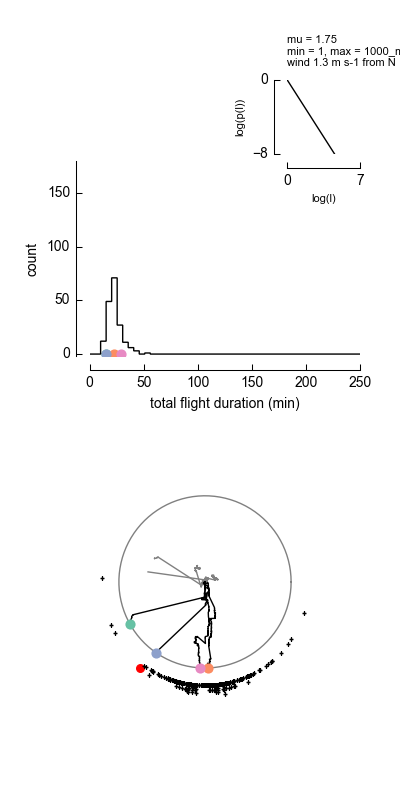 mu = 1.75
min = 1, max = 1000_m
wind 1.3 m s-1 from N
0
log(p(l))
−8
0
7
log(l)
150
100
count
50
0
0
50
100
150
200
250
total flight duration (min)